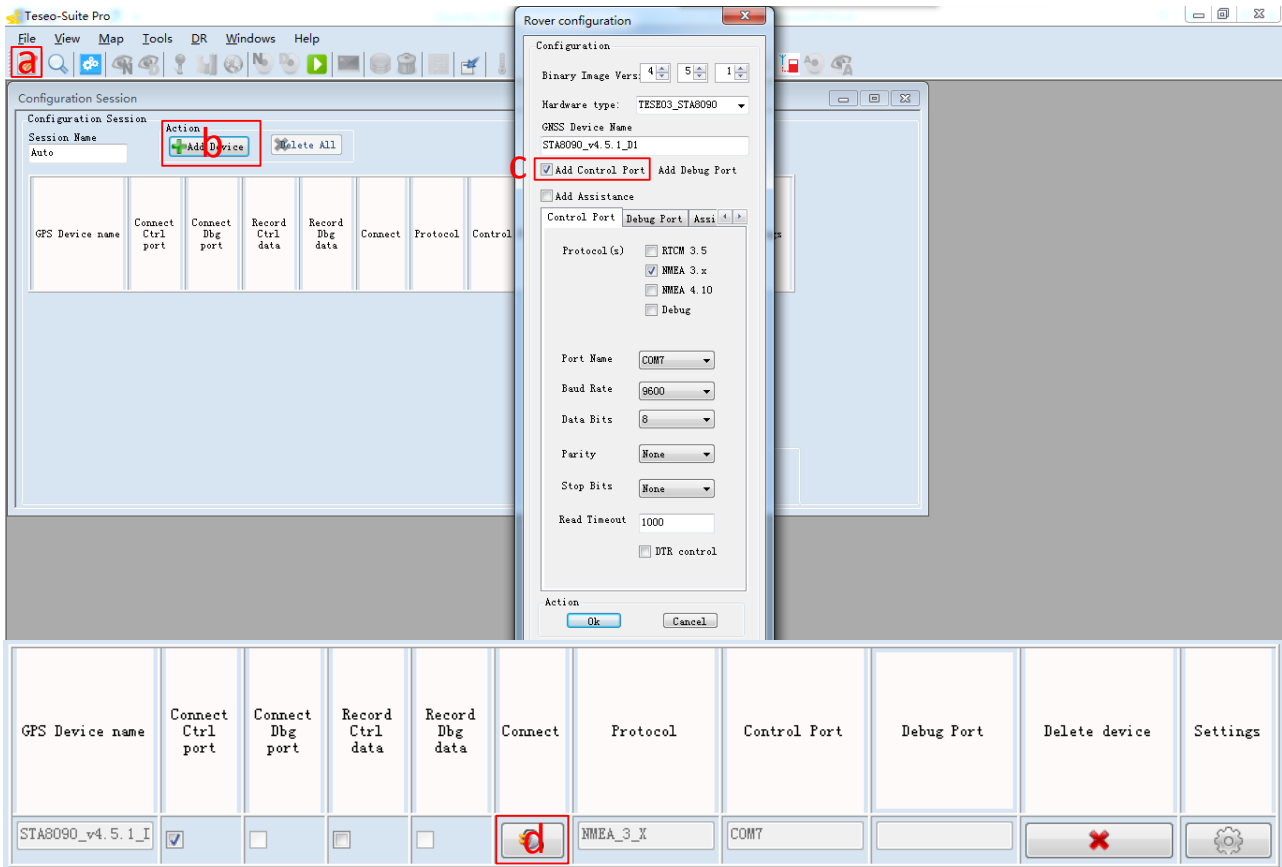 Teseo-Suite Pro
File View Map Tools DR Windows Help
a
Configuration Session
Configuration Session
Session Name
Auto
Action
Add Device
b
Delete All
GPS Device name
Connect
Ctrl
port
Connect
Dbg
port
Record
Ctrl
data
Record
Dbg
data
Connect
Protocol
Control
Rover configuration
Configuration
Binary Image Vers: 4 5 1
Hardware type: TESEO3_STA8090
GNSS Device Name
STA8090_v4.5.1_D1
C
Add Control Port Add Debug Port
Add Assistance
Control Port Debug Port Assi
Protocol(s) RTCM 3.5
NMEA 3.x
NMEA 4.10
Debug
Port Name COM7
Baud Rate 9600
Data Bits 8
Parity None
Stop Bits None
Read Timeout 1000
DTR control
Action
Ok Cancel
GPS Device name
Connect
Ctrl
port
Connect
Dbg
port
Record
Ctrl
data
Record
Dbg
data
Connect
Protocol
Control Port
Debug Port
Delete device
Settings
STA8090_v4.5.1_I
d
NMEA_3_X
COM7